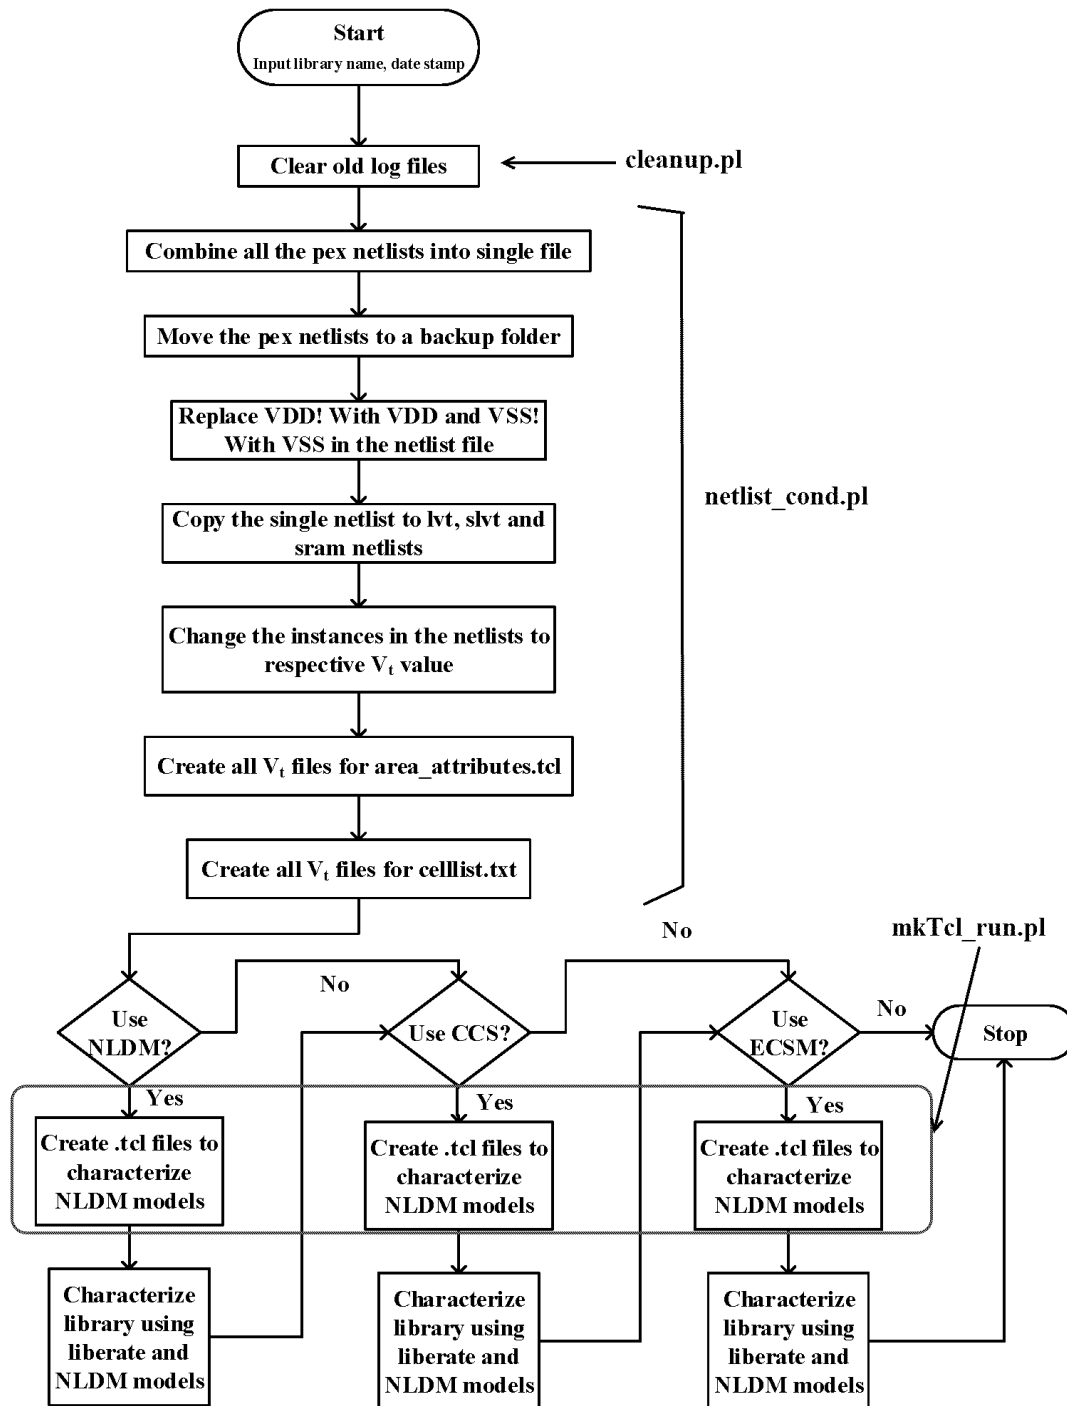 Start
Input library name, date stamp
Clear old log files
cleanup.pl
Combine all the pex netlists into single file
Move the pex netlists to a backup folder
Replace VDD! With VDD and VSS!
With VSS in the netlist file
netlist_cond.pl
Copy the single netlist to lvt, slvt and
sram netlists
Change the instances in the netlists to
respective Vt value
Create all Vt files for area_attributes.tcl
Create all Vt files for celllist.txt
No
mkTcl_run.pl
No
No
Use
NLDM?
Use CCS?
Use
ECSM?
Stop
Yes
Yes
Yes
Create .tcl files to
characterize
NLDM models
Create .tcl files to
characterize
NLDM models
Create .tcl files to
characterize
NLDM models
Characterize
library using
liberate and
NLDM models
Characterize
library using
liberate and
NLDM models
Characterize
library using
liberate and
NLDM models